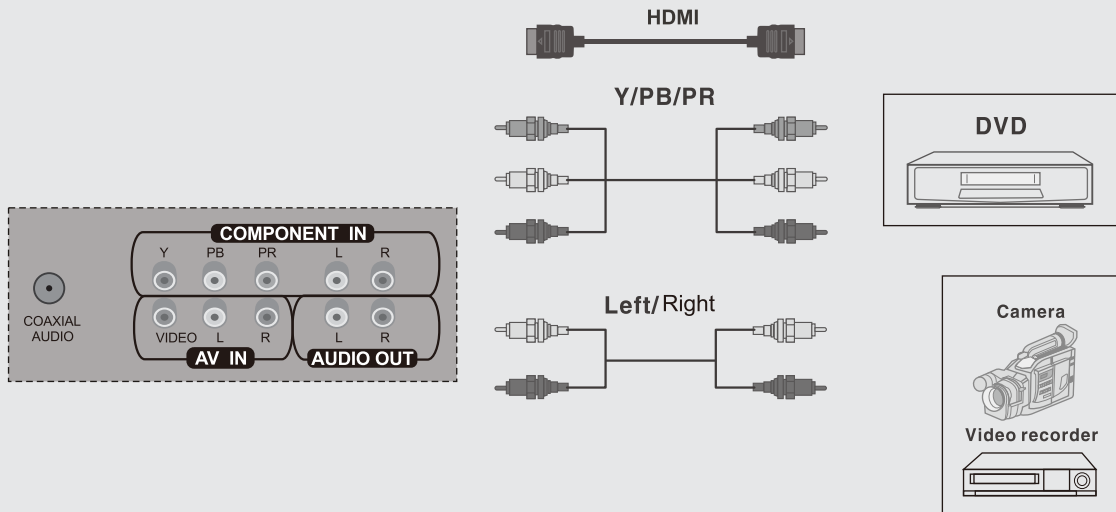 HDMI
Y/PB/PR
DVD
COMPONENT IN
Y PB PR L R
COAXIAL
AUDIO
VIDEO L R L R
AV IN AUDIO OUT
Left/Right
Camera
Video recorder